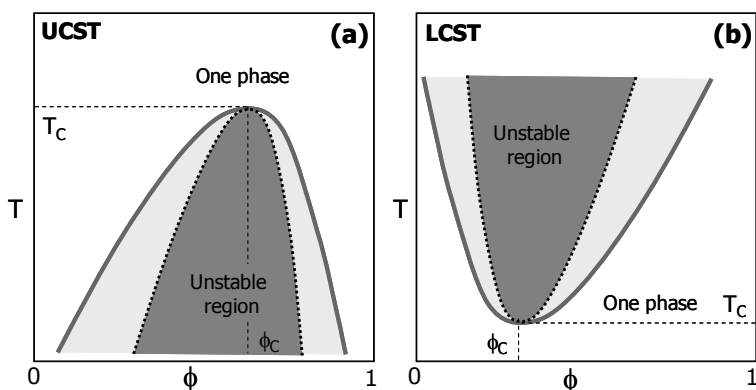 UCST
(a)
One phase
T_C
T
Unstable
region
ϕ_C
0
ϕ
1
LCST
(b)
Unstable
region
T
One phase
T_C
ϕ_C
0
ϕ
1